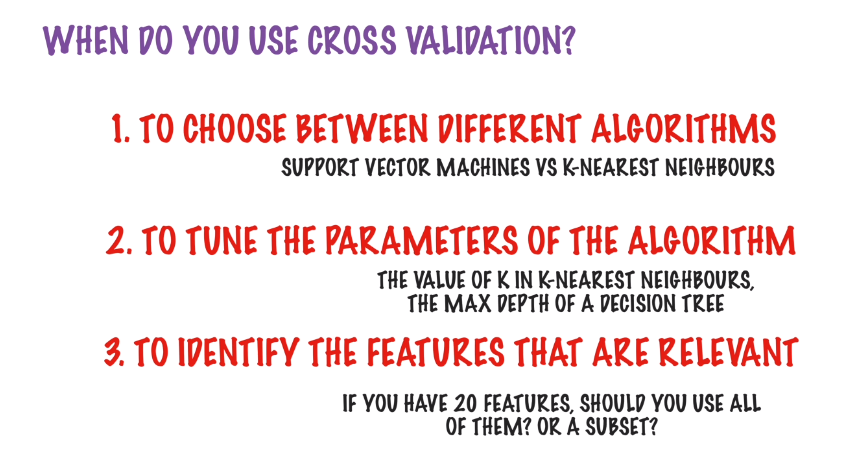 WHEN DO YOU USE CROSS VALIDATION?
1. TO CHOOSE BETWEEN DIFFERENT ALGORITHMS
SUPPORT VECTOR MACHINES VS K-NEAREST NEIGHBOURS
2. TO TUNE THE PARAMETERS OF THE ALGORITHM
THE VALUE OF K IN K-NEAREST NEIGHBOURS,
THE MAX DEPTH OF A DECISION TREE
3. TO IDENTIFY THE FEATURES THAT ARE RELEVANT
IF YOU HAVE 20 FEATURES, SHOULD YOU USE ALL
OF THEM? OR A SUBSET?